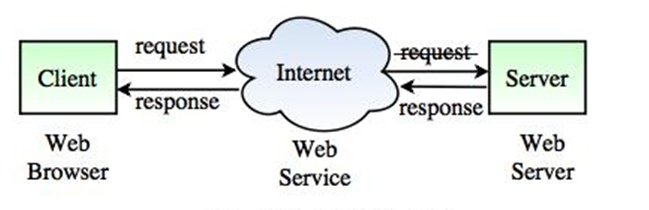 request
request
Client
Internet
Server
response
response
Web
Browser
Web
Service
Web
Server